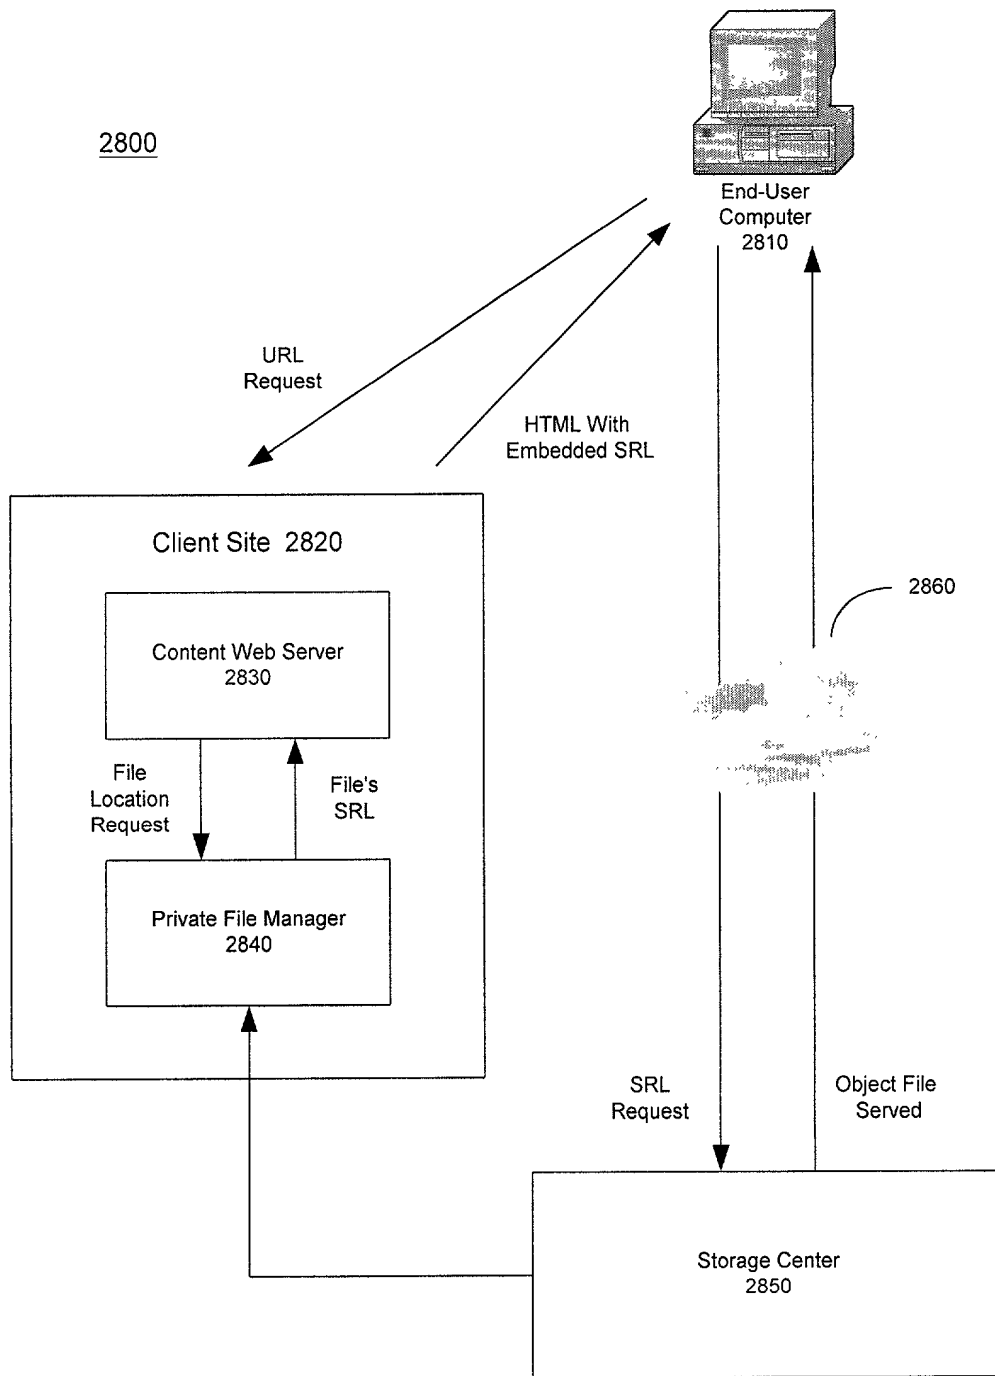 2800
End-User
Computer
2810
URL
Request
HTML With
Embedded SRL
Client Site 2820
2860
Content Web Server
2830
File
Location
Request
File's
SRL
Private File Manager
2840
SRL
Request
Object File
Served
Storage Center
2850